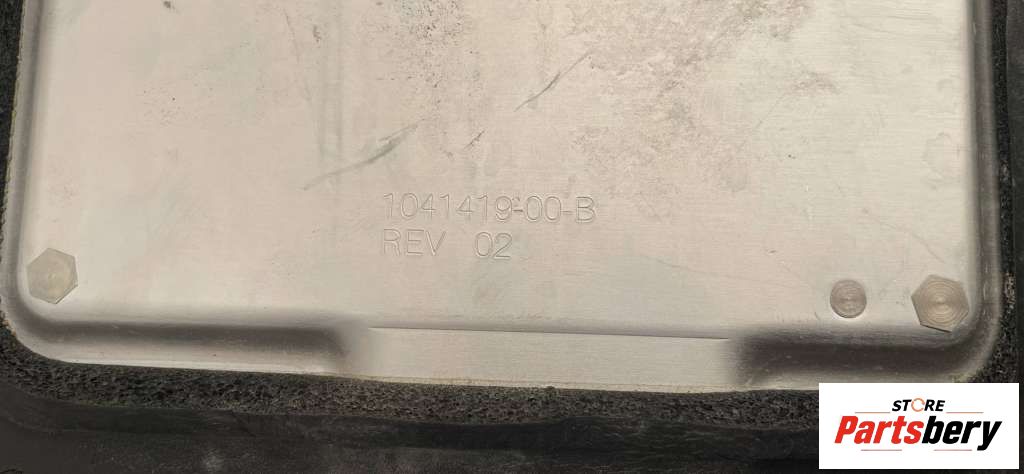 1041419-00-B
REV 02
STORE
Partsbery